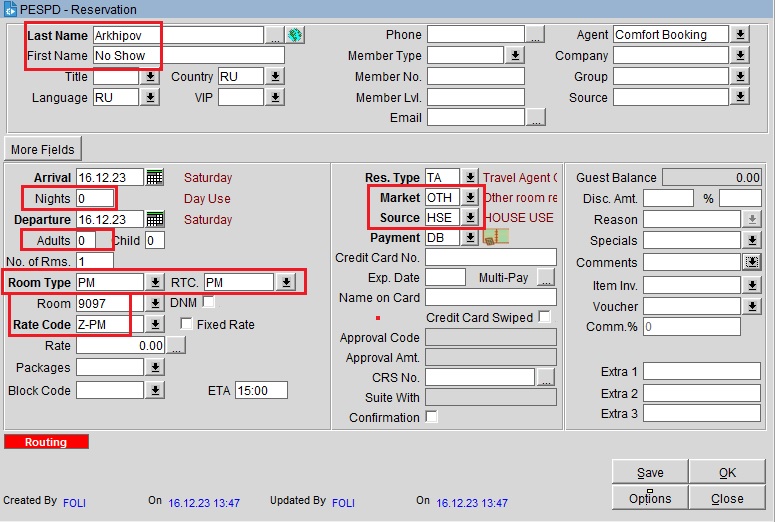 PESPD - Reservation
Last Name Arkhipov ... Phone ... Agent Comfort Booking
First Name No Show Member Type Company
Title Country RU Member No. Group
Language RU VIP Member Lvl. Source
Email ...
More Fields
Arrival 16.12.23 Saturday Res. Type TA Travel Agent Guest Balance 0.00
Nights 0 Day Use Market OTH Other room re Disc. Amt. %
Departure 16.12.23 Saturday Source HSE HOUSE USE Reason
Adults 0 Child 0 Payment DB Specials
No. of Rms. 1 Credit Card No. Comments
Room Type PM RTC. PM Exp. Date Multi-Pay ... Item Inv.
Room 9097 DNM Name on Card Voucher
Rate Code Z-PM Fixed Rate Credit Card Swiped Comm.% 0
Rate 0.00 ... Approval Code
Packages Approval Amt. Extra 1
Block Code ETA 15:00 CRS No. ... Extra 2
Suite With Extra 3
Confirmation
Routing
Save OK
Created By FOLI On 16.12.23 13:47 Updated By FOLI On 16.12.23 13:47 Options Close